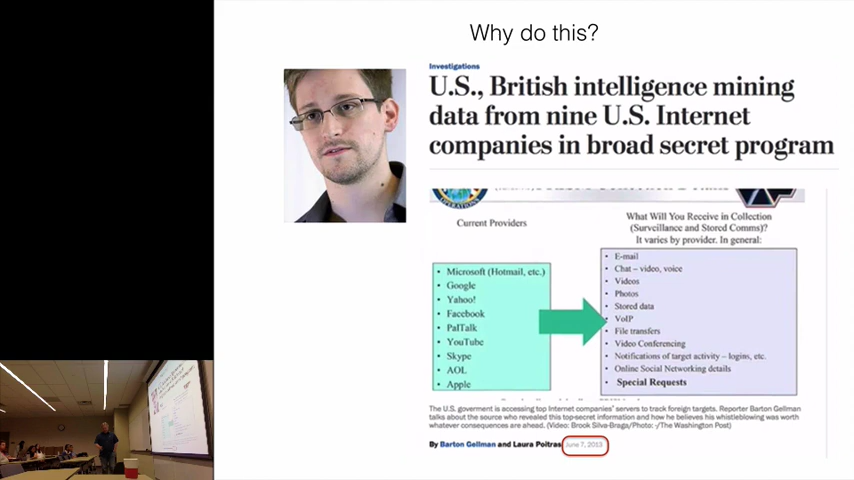 Why do this?
Investigations
U.S., British intelligence mining
data from nine U.S. Internet
companies in broad secret program
OPERATIONS
Current Providers
What Will You Receive in Collection
(Surveillance and Stored Comms)?
It varies by provider. In general:
• Microsoft (Hotmail, etc.)
• Google
• Yahoo!
• Facebook
• PalTalk
• YouTube
• Skype
• AOL
• Apple
• E-mail
• Chat – video, voice
• Videos
• Photos
• Stored data
• VoIP
• File transfers
• Video Conferencing
• Notifications of target activity – logins, etc.
• Online Social Networking details
• Special Requests
The U.S. goverment is accessing top Internet companies' servers to track foreign targets. Reporter Barton Gellman
talks about the source who revealed this top-secret information and how he believes his whistleblowing was worth
whatever consequences are ahead. (Video: Brook Silva-Braga/Photo: -/The Washington Post)
By Barton Gellman and Laura Poitras June 7, 2013